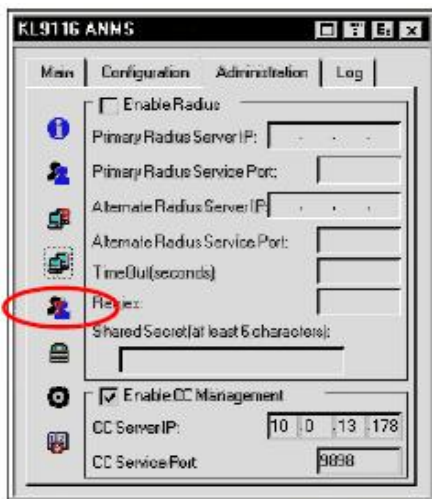 KL9116 ANMS
Main Configuration Administration Log
Enable Radius
Primary Radius Server IP:
Primary Radius Service Port:
Alternate Radius Server IP:
Alternate Radius Service Port:
TimeOut(seconds)
Retries:
Shared Secret(at least 6 characters):
Enable CC Management
CC Server IP: 10 .0 .13 .178
CC Service Port 9898